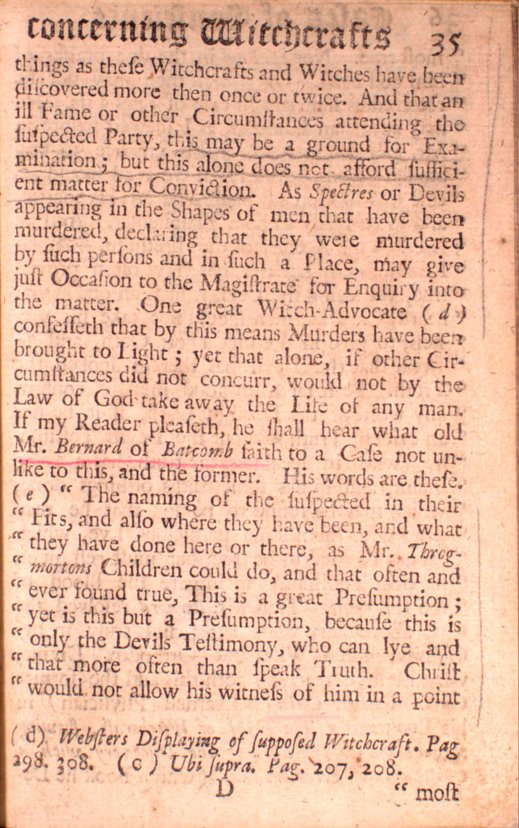 concerning Witchcrafts 35
things as theſe Witchcrafts and Witches have been
diſcovered more then once or twice. And that an
ill Fame or other Circumſtances attending the
ſuſpected Party, this may be a ground for Exa-
mination; but this alone does not afford ſuffici-
ent matter for Conviction. As Spectres or Devils
appearing in the Shapes of men that have been
murdered, declaring that they were murdered
by ſuch perſons and in ſuch a Place, may give
juſt Occaſion to the Magiſtrate for Enquiry into
the matter. One great Witch-Advocate (d)
confeſſeth that by this means Murders have been
brought to Light; yet that alone, if other Cir-
cumſtances did not concurr, would not by the
Law of God take away the Life of any man.
If my Reader pleaſeth, he ſhall hear what old
Mr. Bernard of Batcomb ſaith to a Caſe not un-
like to this, and the former. His words are theſe.
(e) “ The naming of the ſuſpected in their
“ Fits, and alſo where they have been, and what
“ they have done here or there, as Mr. Throg-
“ mortons Children could do, and that often and
“ ever found true, This is a great Preſumption;
“ yet is this but a Preſumption, becauſe this is
“ only the Devils Teſtimony, who can lye and
“ that more often than ſpeak Truth. Chriſt
“ would not allow his witneſs of him in a point
(d) Webſters Diſplaying of ſuppoſed Witchcraft. Pag
298. 308. (e) Ubi ſupra. Pag. 207, 208.
D “ moſt